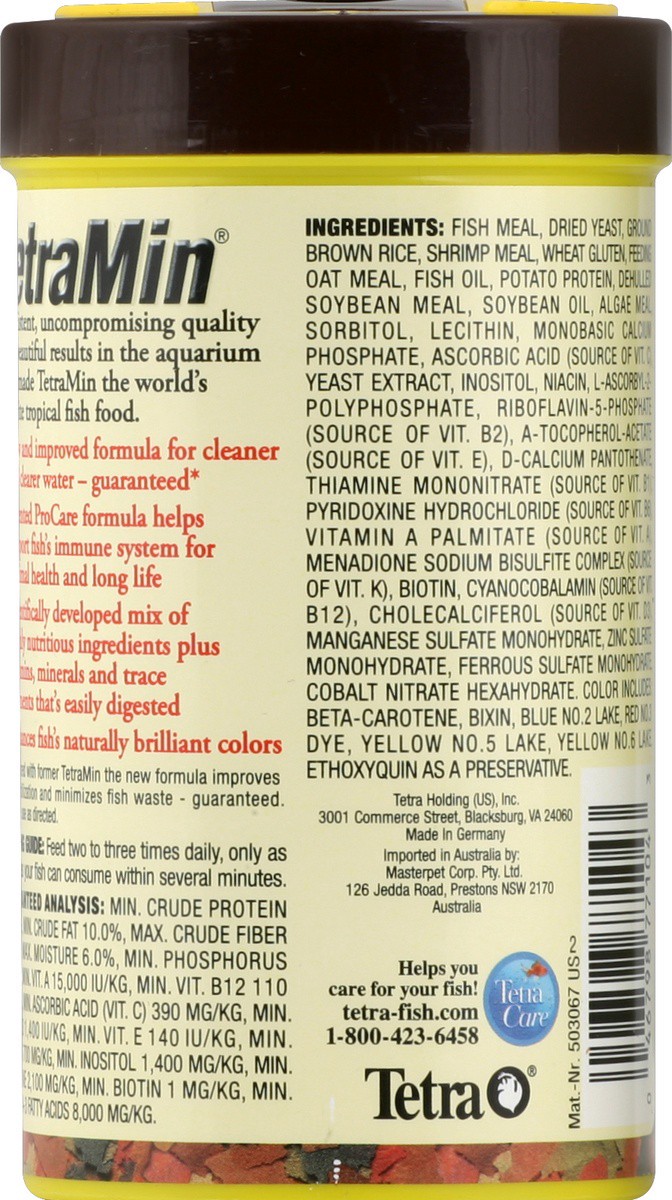 TetraMin®
uncompromising quality
results in the aquarium
made TetraMin the world's
tropical fish food.
and improved formula for cleaner
clearer water – guaranteed*
ProCare formula helps
fish's immune system for
health and long life
developed mix of
nutritious ingredients plus
minerals and trace
that's easily digested
fish's naturally brilliant colors
with former TetraMin the new formula improves
and minimizes fish waste - guaranteed.
as directed.
GUIDE: Feed two to three times daily, only as
your fish can consume within several minutes.
ANALYSIS: MIN. CRUDE PROTEIN
MIN. CRUDE FAT 10.0%, MAX. CRUDE FIBER
MAX. MOISTURE 6.0%, MIN. PHOSPHORUS
MIN. VIT. A 15,000 IU/KG, MIN. VIT. B12 110
MIN. ASCORBIC ACID (VIT. C) 390 MG/KG, MIN.
1,400 IU/KG, MIN. VIT. E 140 IU/KG, MIN.
MG/KG, MIN. INOSITOL 1,400 MG/KG, MIN.
2,100 MG/KG, MIN. BIOTIN 1 MG/KG, MIN.
FATTY ACIDS 8,000 MG/KG.
INGREDIENTS: FISH MEAL, DRIED YEAST, GROUND
BROWN RICE, SHRIMP MEAL, WHEAT GLUTEN, FEEDING
OAT MEAL, FISH OIL, POTATO PROTEIN, DEHULLED
SOYBEAN MEAL, SOYBEAN OIL, ALGAE MEAL,
SORBITOL, LECITHIN, MONOBASIC CALCIUM
PHOSPHATE, ASCORBIC ACID (SOURCE OF VIT. C),
YEAST EXTRACT, INOSITOL, NIACIN, L-ASCORBYL-2-
POLYPHOSPHATE, RIBOFLAVIN-5-PHOSPHATE
(SOURCE OF VIT. B2), A-TOCOPHEROL-ACETATE
(SOURCE OF VIT. E), D-CALCIUM PANTOTHENATE,
THIAMINE MONONITRATE (SOURCE OF VIT. B1),
PYRIDOXINE HYDROCHLORIDE (SOURCE OF VIT. B6),
VITAMIN A PALMITATE (SOURCE OF VIT. A),
MENADIONE SODIUM BISULFITE COMPLEX (SOURCE
OF VIT. K), BIOTIN, CYANOCOBALAMIN (SOURCE OF VIT.
B12), CHOLECALCIFEROL (SOURCE OF VIT. D3),
MANGANESE SULFATE MONOHYDRATE, ZINC SULFATE
MONOHYDRATE, FERROUS SULFATE MONOHYDRATE,
COBALT NITRATE HEXAHYDRATE. COLOR INCLUDES
BETA-CAROTENE, BIXIN, BLUE NO.2 LAKE, RED NO.3
DYE, YELLOW NO.5 LAKE, YELLOW NO.6 LAKE
ETHOXYQUIN AS A PRESERVATIVE.
Tetra Holding (US), Inc.
3001 Commerce Street, Blacksburg, VA 24060
Made In Germany
Imported in Australia by:
Masterpet Corp. Pty. Ltd.
126 Jedda Road, Prestons NSW 2170
Australia
Helps you
care for your fish!
tetra-fish.com
1-800-423-6458
Tetra
Care
Tetra®
Mat.-Nr. 503067 US2